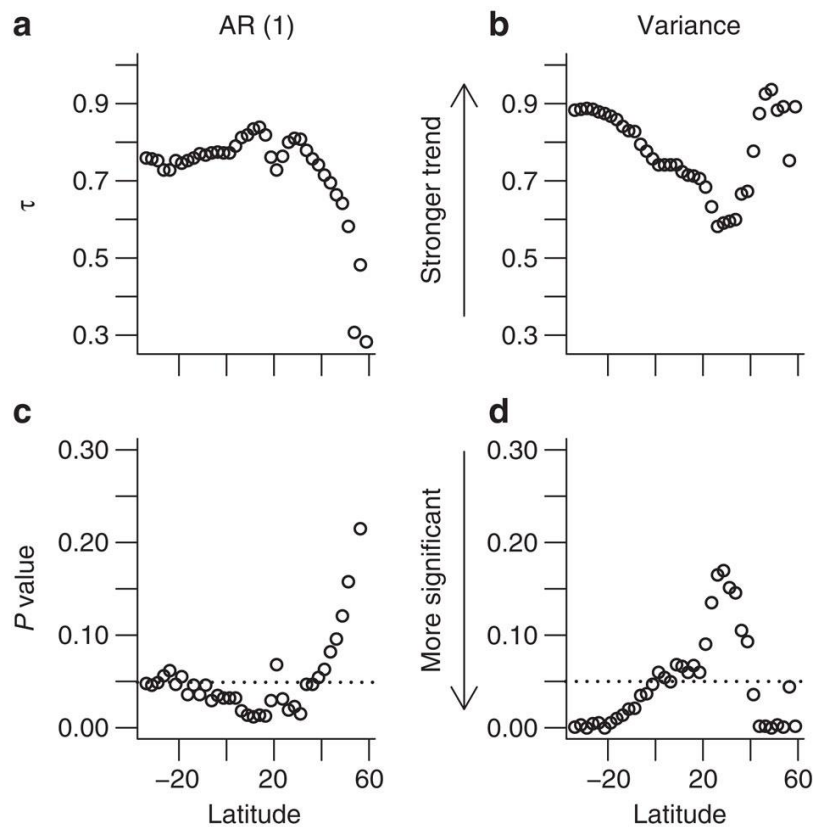 a AR (1)
b Variance
0.9
0.7
0.5
0.3
τ
Stronger trend
0.9
0.7
0.5
0.3
c
d
0.30
0.20
0.10
0.00
P value
More significant
0.30
0.20
0.10
0.00
−20 20 60
Latitude
−20 20 60
Latitude